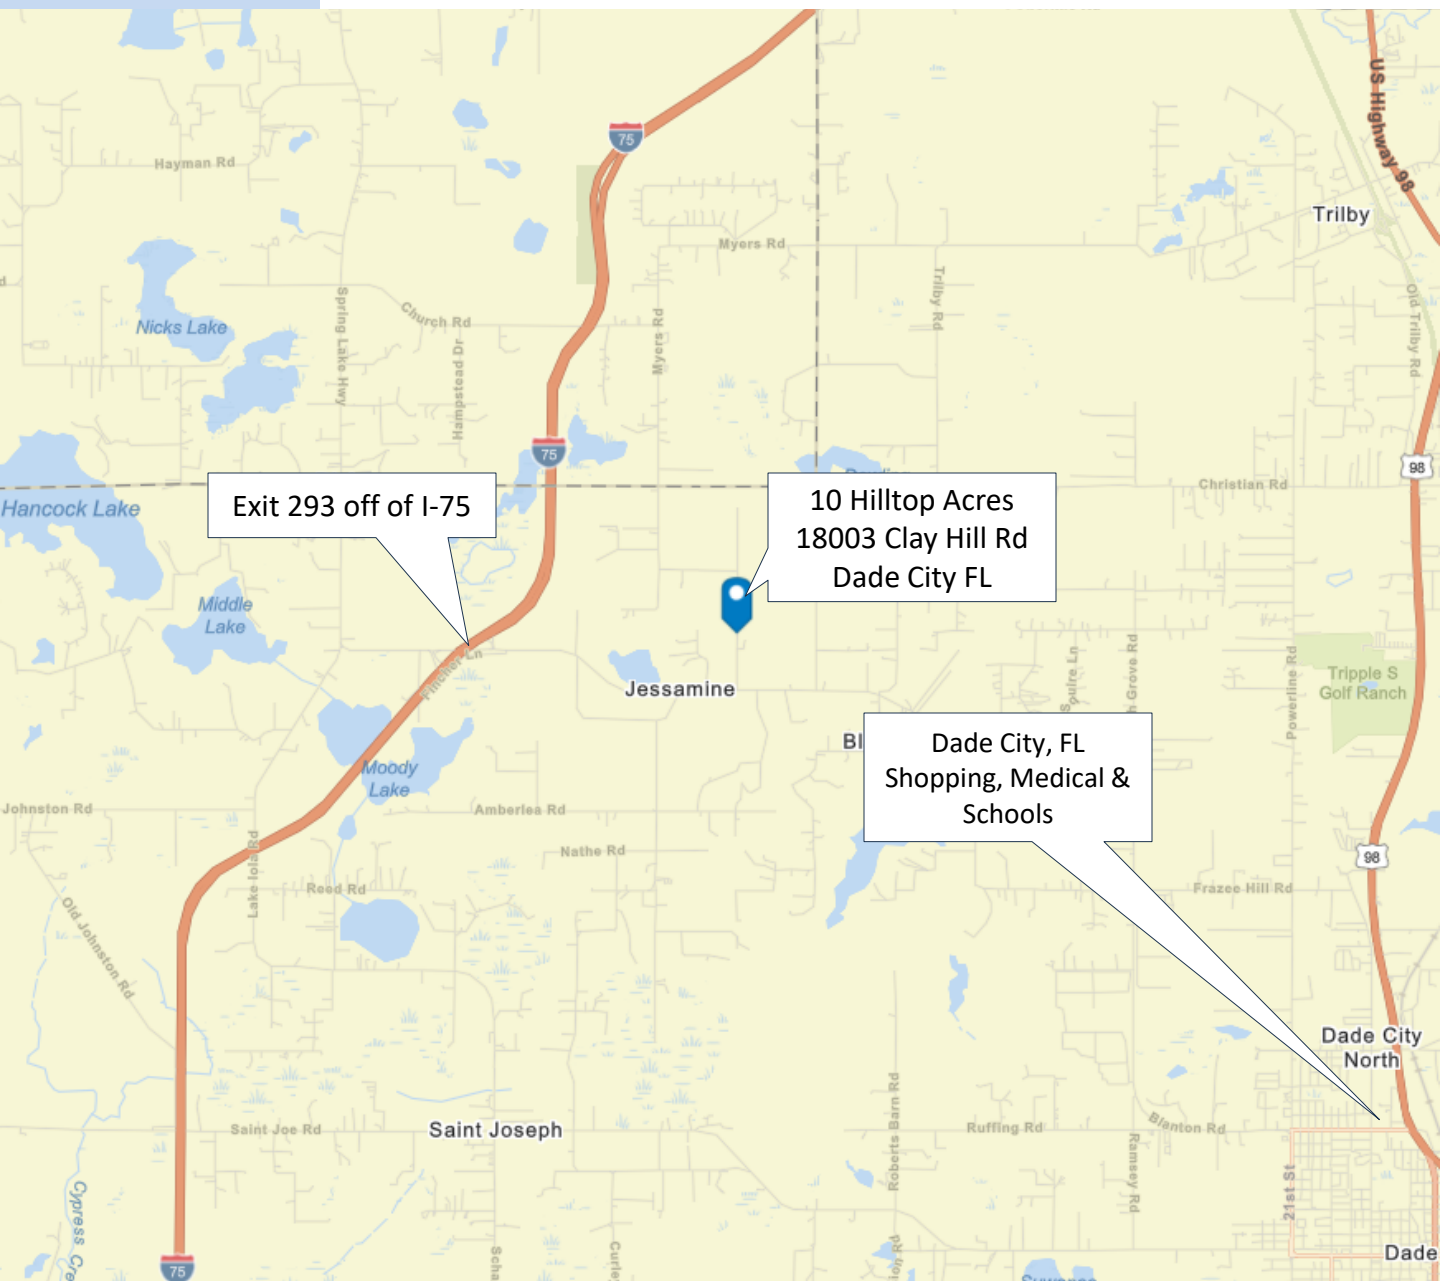 75
US Highway 98
Hayman Rd
Trilby
Myers Rd
Trilby Rd
Spring Lake Hwy
Church Rd
Nicks Lake
Hampstead Dr
Myers Rd
Old Trilby Rd
75
98
Christian Rd
Hancock Lake
Exit 293 off of I-75
10 Hilltop Acres
18003 Clay Hill Rd
Dade City FL
Middle
Lake
Fincher Ln
Jessamine
Squire Ln
Grove Rd
Powerline Rd
Tripple S
Golf Ranch
Bl
Dade City, FL
Shopping, Medical &
Schools
Moody
Lake
Johnston Rd
Amberlea Rd
Lake Iola Rd
Nathe Rd
98
Reed Rd
Frazee Hill Rd
Old Johnston Rd
Dade City
North
Saint Joe Rd
Saint Joseph
Roberts Barn Rd
Ruffing Rd
Blanton Rd
Ramsey Rd
21st St
Cypress Cre
75
Scha
Curle
Rd
Dade